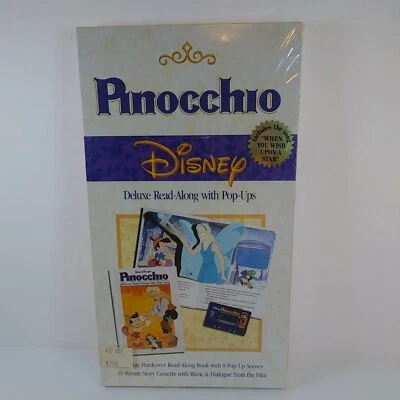 Pinocchio
includes the song
"WHEN
YOU WISH
UPON A
STAR"
Disney
Deluxe Read-Along with Pop-Ups
Pinocchio
Hardcover Read-Along Book with 8 Pop-Up Scenes
15 Minute Story Cassette with Music & Dialogue from the Film